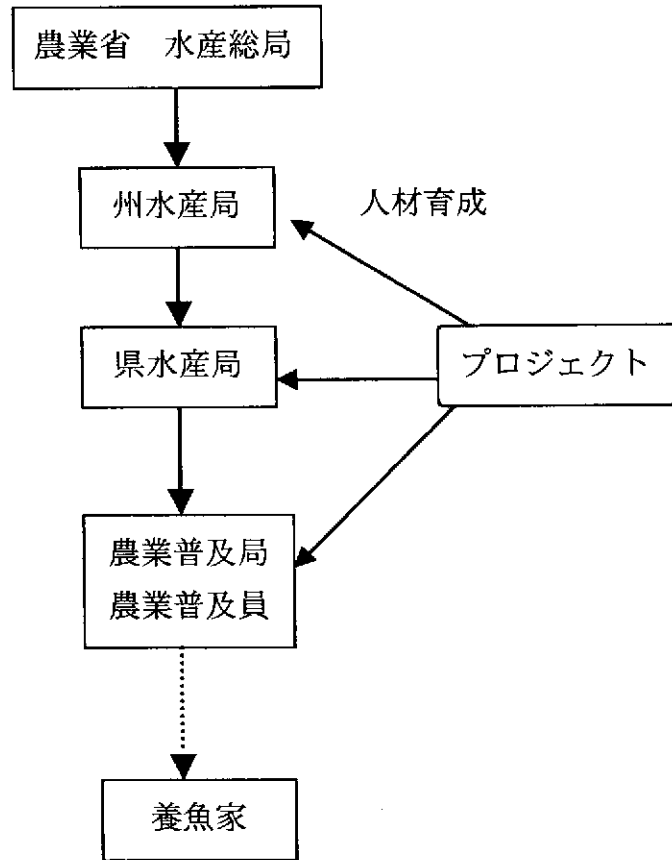 農業省　水産総局
州水産局
人材育成
県水産局
プロジェクト
農業普及局
農業普及員
養魚家